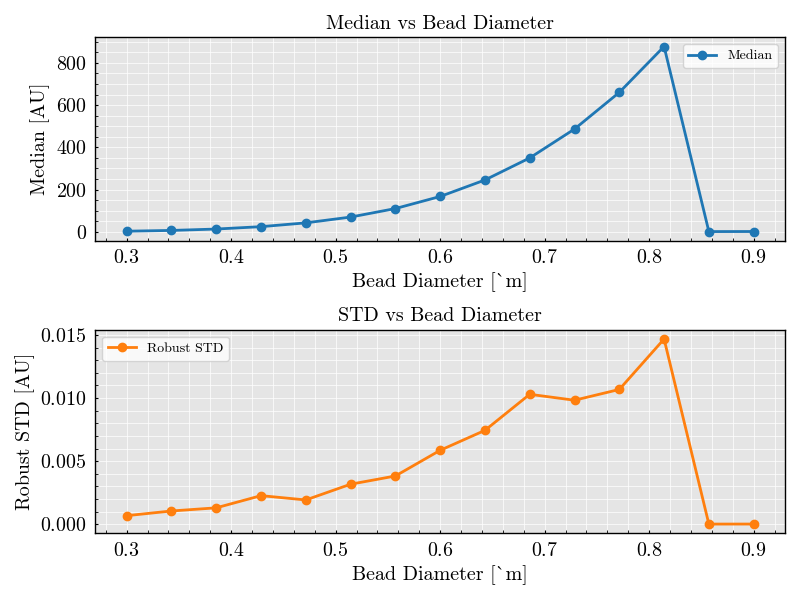 Median vs Bead Diameter
Median [AU]
800
600
400
200
0
Median
0.3 0.4 0.5 0.6 0.7 0.8 0.9
Bead Diameter [`m]
STD vs Bead Diameter
Robust STD [AU]
0.015
0.010
0.005
0.000
Robust STD
0.3 0.4 0.5 0.6 0.7 0.8 0.9
Bead Diameter [`m]